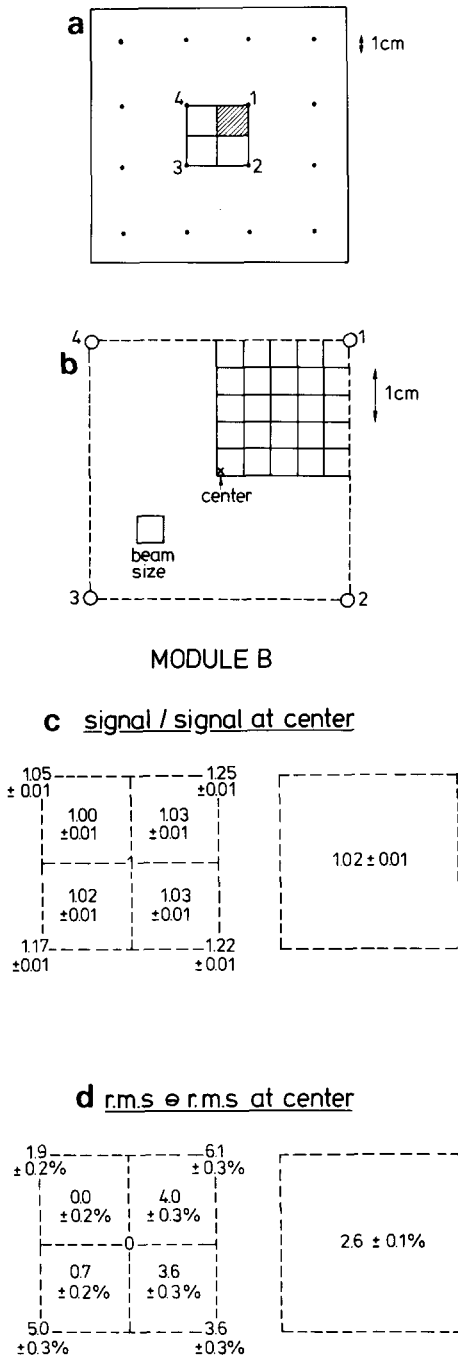 a
1cm
4 1
3 2
4 1
b
1cm
x
center
beam
size
3 2
MODULE B
c signal / signal at center
1.05 1.25
± 0.01 ±0.01
1.00 1.03
±0.01 ±0.01
1.02 ± 0.01
1
1.02 1.03
±0.01 ±0.01
1.17 1.22
±0.01 ±0.01
d r.m.s ⊖ r.m.s at center
1.9 6.1
± 0.2% ± 0.3%
0.0 4.0
± 0.2% ± 0.3%
2.6 ± 0.1%
0
0.7 3.6
± 0.2% ± 0.3%
5.0 3.6
± 0.3% ±0.3%